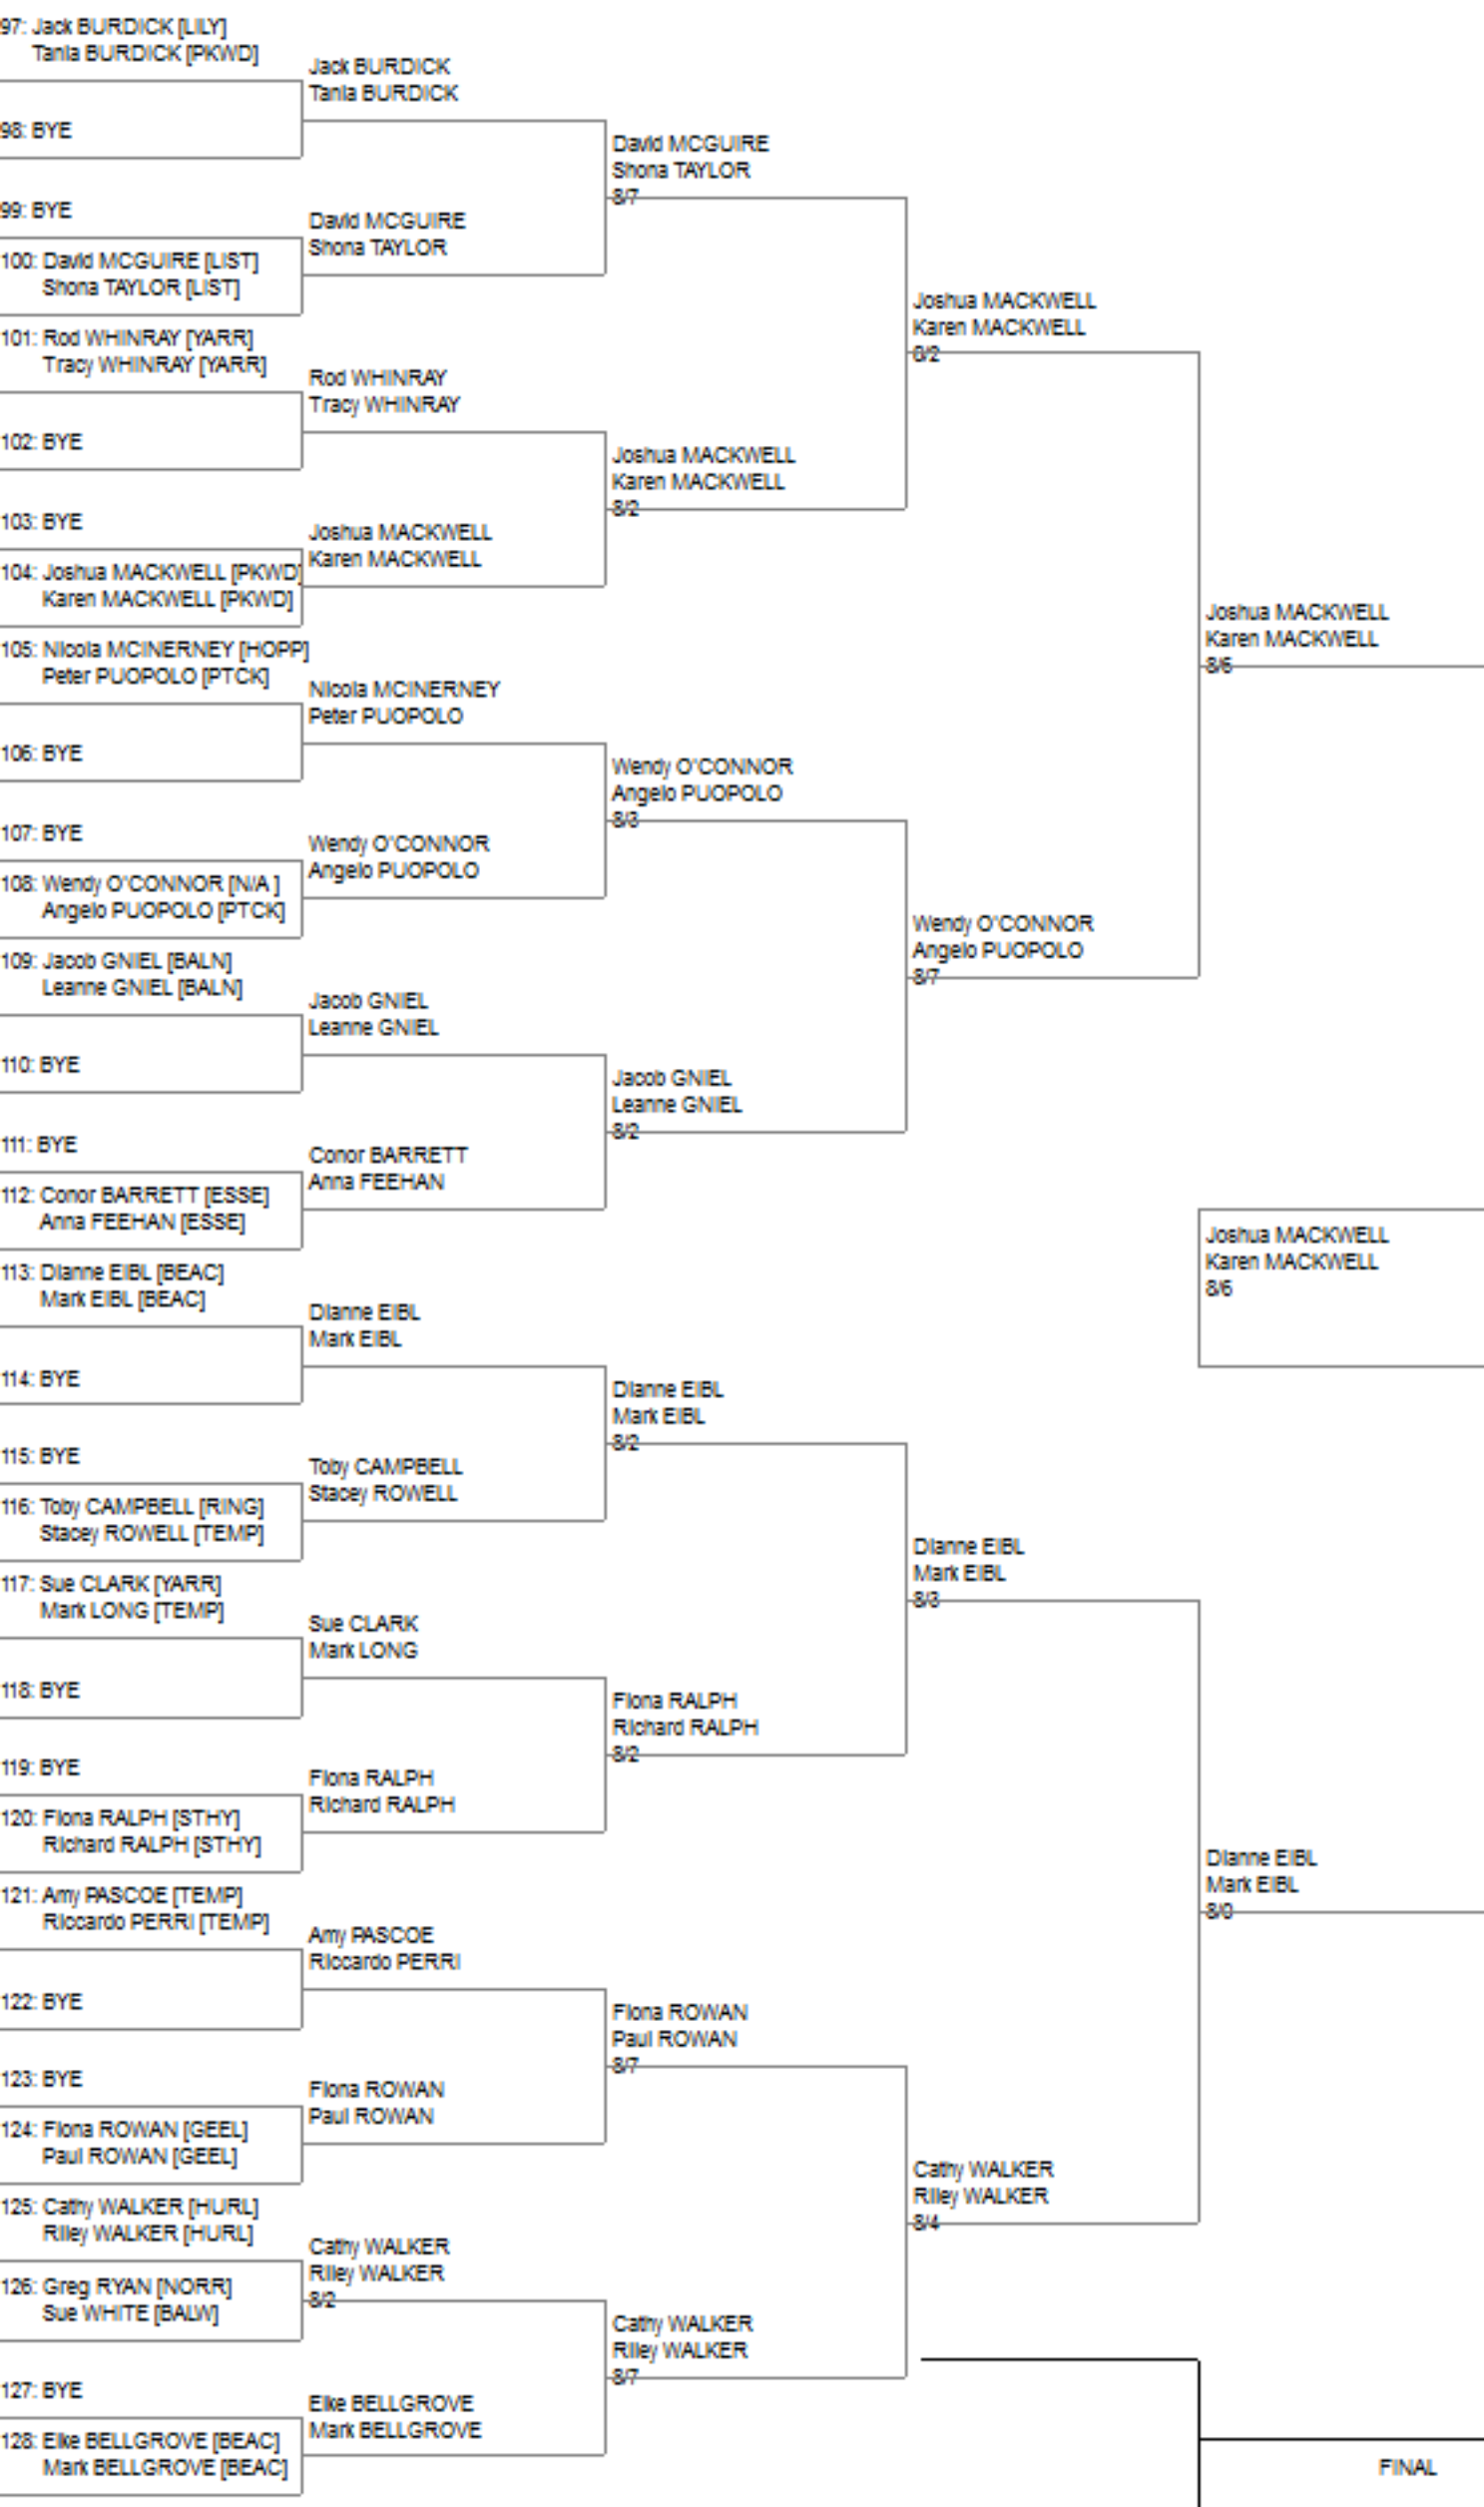 97: Jack BURDICK [LILY]
Tania BURDICK [PKWD]
98: BYE
99: BYE
100: David MCGUIRE [LIST]
Shona TAYLOR [LIST]
101: Rod WHINRAY [YARR]
Tracy WHINRAY [YARR]
102: BYE
103: BYE
104: Joshua MACKWELL [PKWD]
Karen MACKWELL [PKWD]
105: Nicola MCINERNEY [HOPP]
Peter PUOPOLO [PTCK]
106: BYE
107: BYE
108: Wendy O'CONNOR [N/A ]
Angelo PUOPOLO [PTCK]
109: Jacob GNIEL [BALN]
Leanne GNIEL [BALN]
110: BYE
111: BYE
112: Conor BARRETT [ESSE]
Anna FEEHAN [ESSE]
113: Dianne EIBL [BEAC]
Mark EIBL [BEAC]
114: BYE
115: BYE
116: Toby CAMPBELL [RING]
Stacey ROWELL [TEMP]
117: Sue CLARK [YARR]
Mark LONG [TEMP]
118: BYE
119: BYE
120: Fiona RALPH [STHY]
Richard RALPH [STHY]
121: Amy PASCOE [TEMP]
Riccardo PERRI [TEMP]
122: BYE
123: BYE
124: Fiona ROWAN [GEEL]
Paul ROWAN [GEEL]
125: Cathy WALKER [HURL]
Riley WALKER [HURL]
126: Greg RYAN [NORR]
Sue WHITE [BALW]
127: BYE
128: Elke BELLGROVE [BEAC]
Mark BELLGROVE [BEAC]
Jack BURDICK
Tania BURDICK
David MCGUIRE
Shona TAYLOR
Rod WHINRAY
Tracy WHINRAY
Joshua MACKWELL
Karen MACKWELL
Nicola MCINERNEY
Peter PUOPOLO
Wendy O'CONNOR
Angelo PUOPOLO
Jacob GNIEL
Leanne GNIEL
Conor BARRETT
Anna FEEHAN
Dianne EIBL
Mark EIBL
Toby CAMPBELL
Stacey ROWELL
Sue CLARK
Mark LONG
Fiona RALPH
Richard RALPH
Amy PASCOE
Riccardo PERRI
Fiona ROWAN
Paul ROWAN
Cathy WALKER
Riley WALKER
8/2
Elke BELLGROVE
Mark BELLGROVE
David MCGUIRE
Shona TAYLOR
8/7
Joshua MACKWELL
Karen MACKWELL
8/2
Wendy O'CONNOR
Angelo PUOPOLO
8/3
Jacob GNIEL
Leanne GNIEL
8/2
Dianne EIBL
Mark EIBL
8/2
Fiona RALPH
Richard RALPH
8/2
Fiona ROWAN
Paul ROWAN
8/7
Cathy WALKER
Riley WALKER
8/7
Joshua MACKWELL
Karen MACKWELL
8/2
Wendy O'CONNOR
Angelo PUOPOLO
8/7
Dianne EIBL
Mark EIBL
8/3
Cathy WALKER
Riley WALKER
8/4
Joshua MACKWELL
Karen MACKWELL
8/6
Joshua MACKWELL
Karen MACKWELL
8/6
Dianne EIBL
Mark EIBL
8/0
FINAL